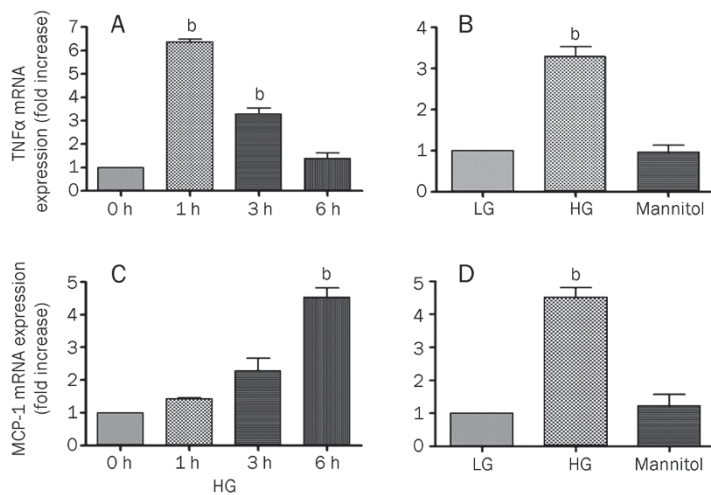 A
TNFα mRNA
expression (fold increase)
7
6
5
4
3
2
1
0
b
b
0 h 1 h 3 h 6 h
B
4
3
2
1
0
b
LG HG Mannitol
C
MCP-1 mRNA expression
(fold increase)
5
4
3
2
1
0
b
0 h 1 h 3 h 6 h
HG
D
5
4
3
2
1
0
b
LG HG Mannitol